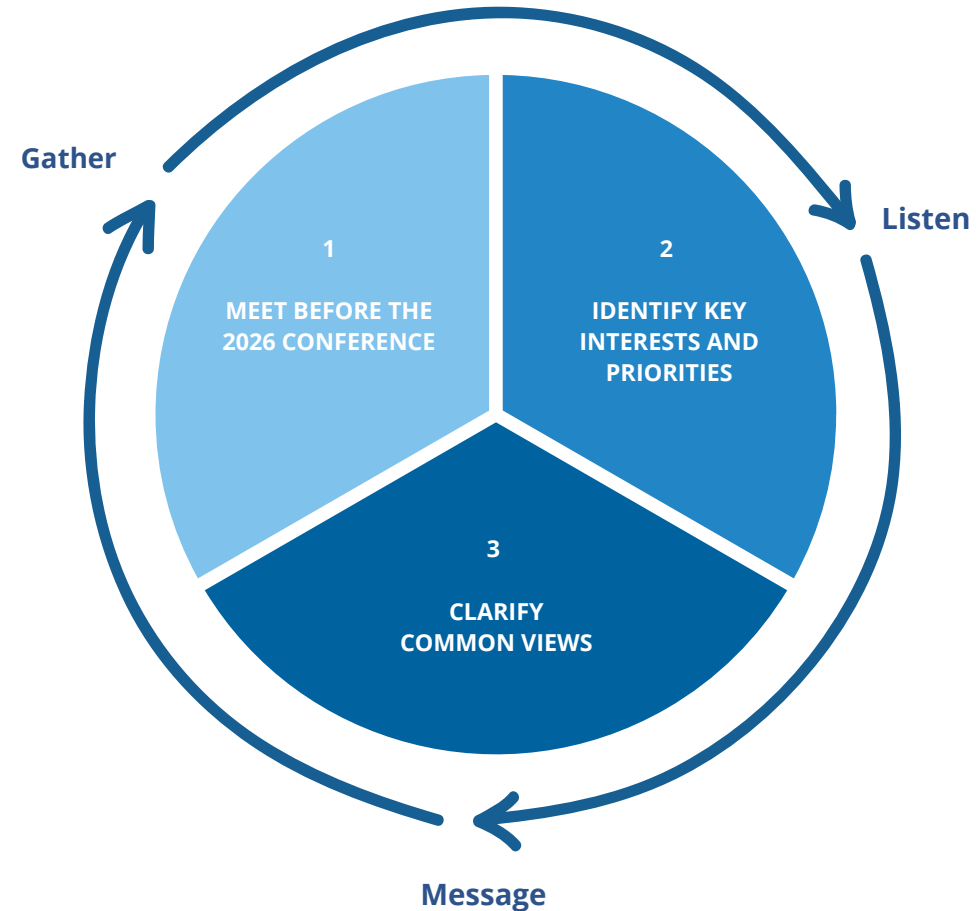 Gather
Listen
1
MEET BEFORE THE
2026 CONFERENCE
2
IDENTIFY KEY
INTERESTS AND
PRIORITIES
3
CLARIFY
COMMON VIEWS
Message